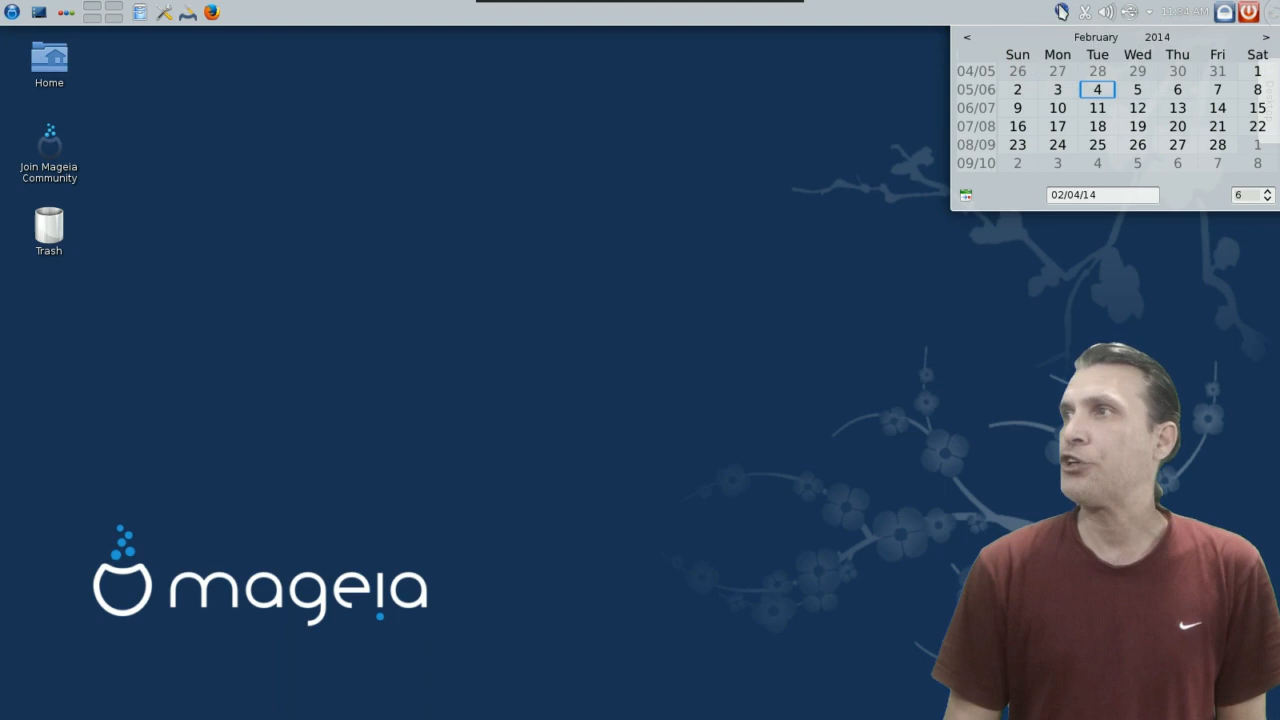 11:34 AM
Home
Join Mageia
Community
Trash
< February 2014 >
Sun Mon Tue Wed Thu Fri Sat
04/05 26 27 28 29 30 31 1
05/06 2 3 4 5 6 7 8
06/07 9 10 11 12 13 14 15
07/08 16 17 18 19 20 21 22
08/09 23 24 25 26 27 28 1
09/10 2 3 4 5 6 7 8
02/04/14 6
mageia